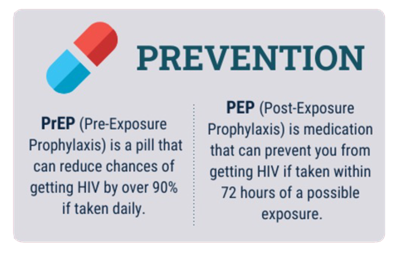 PREVENTION
PrEP (Pre-Exposure
Prophylaxis) is a pill that
can reduce chances of
getting HIV by over 90%
if taken daily.
PEP (Post-Exposure
Prophylaxis) is medication
that can prevent you from
getting HIV if taken within
72 hours of a possible
exposure.